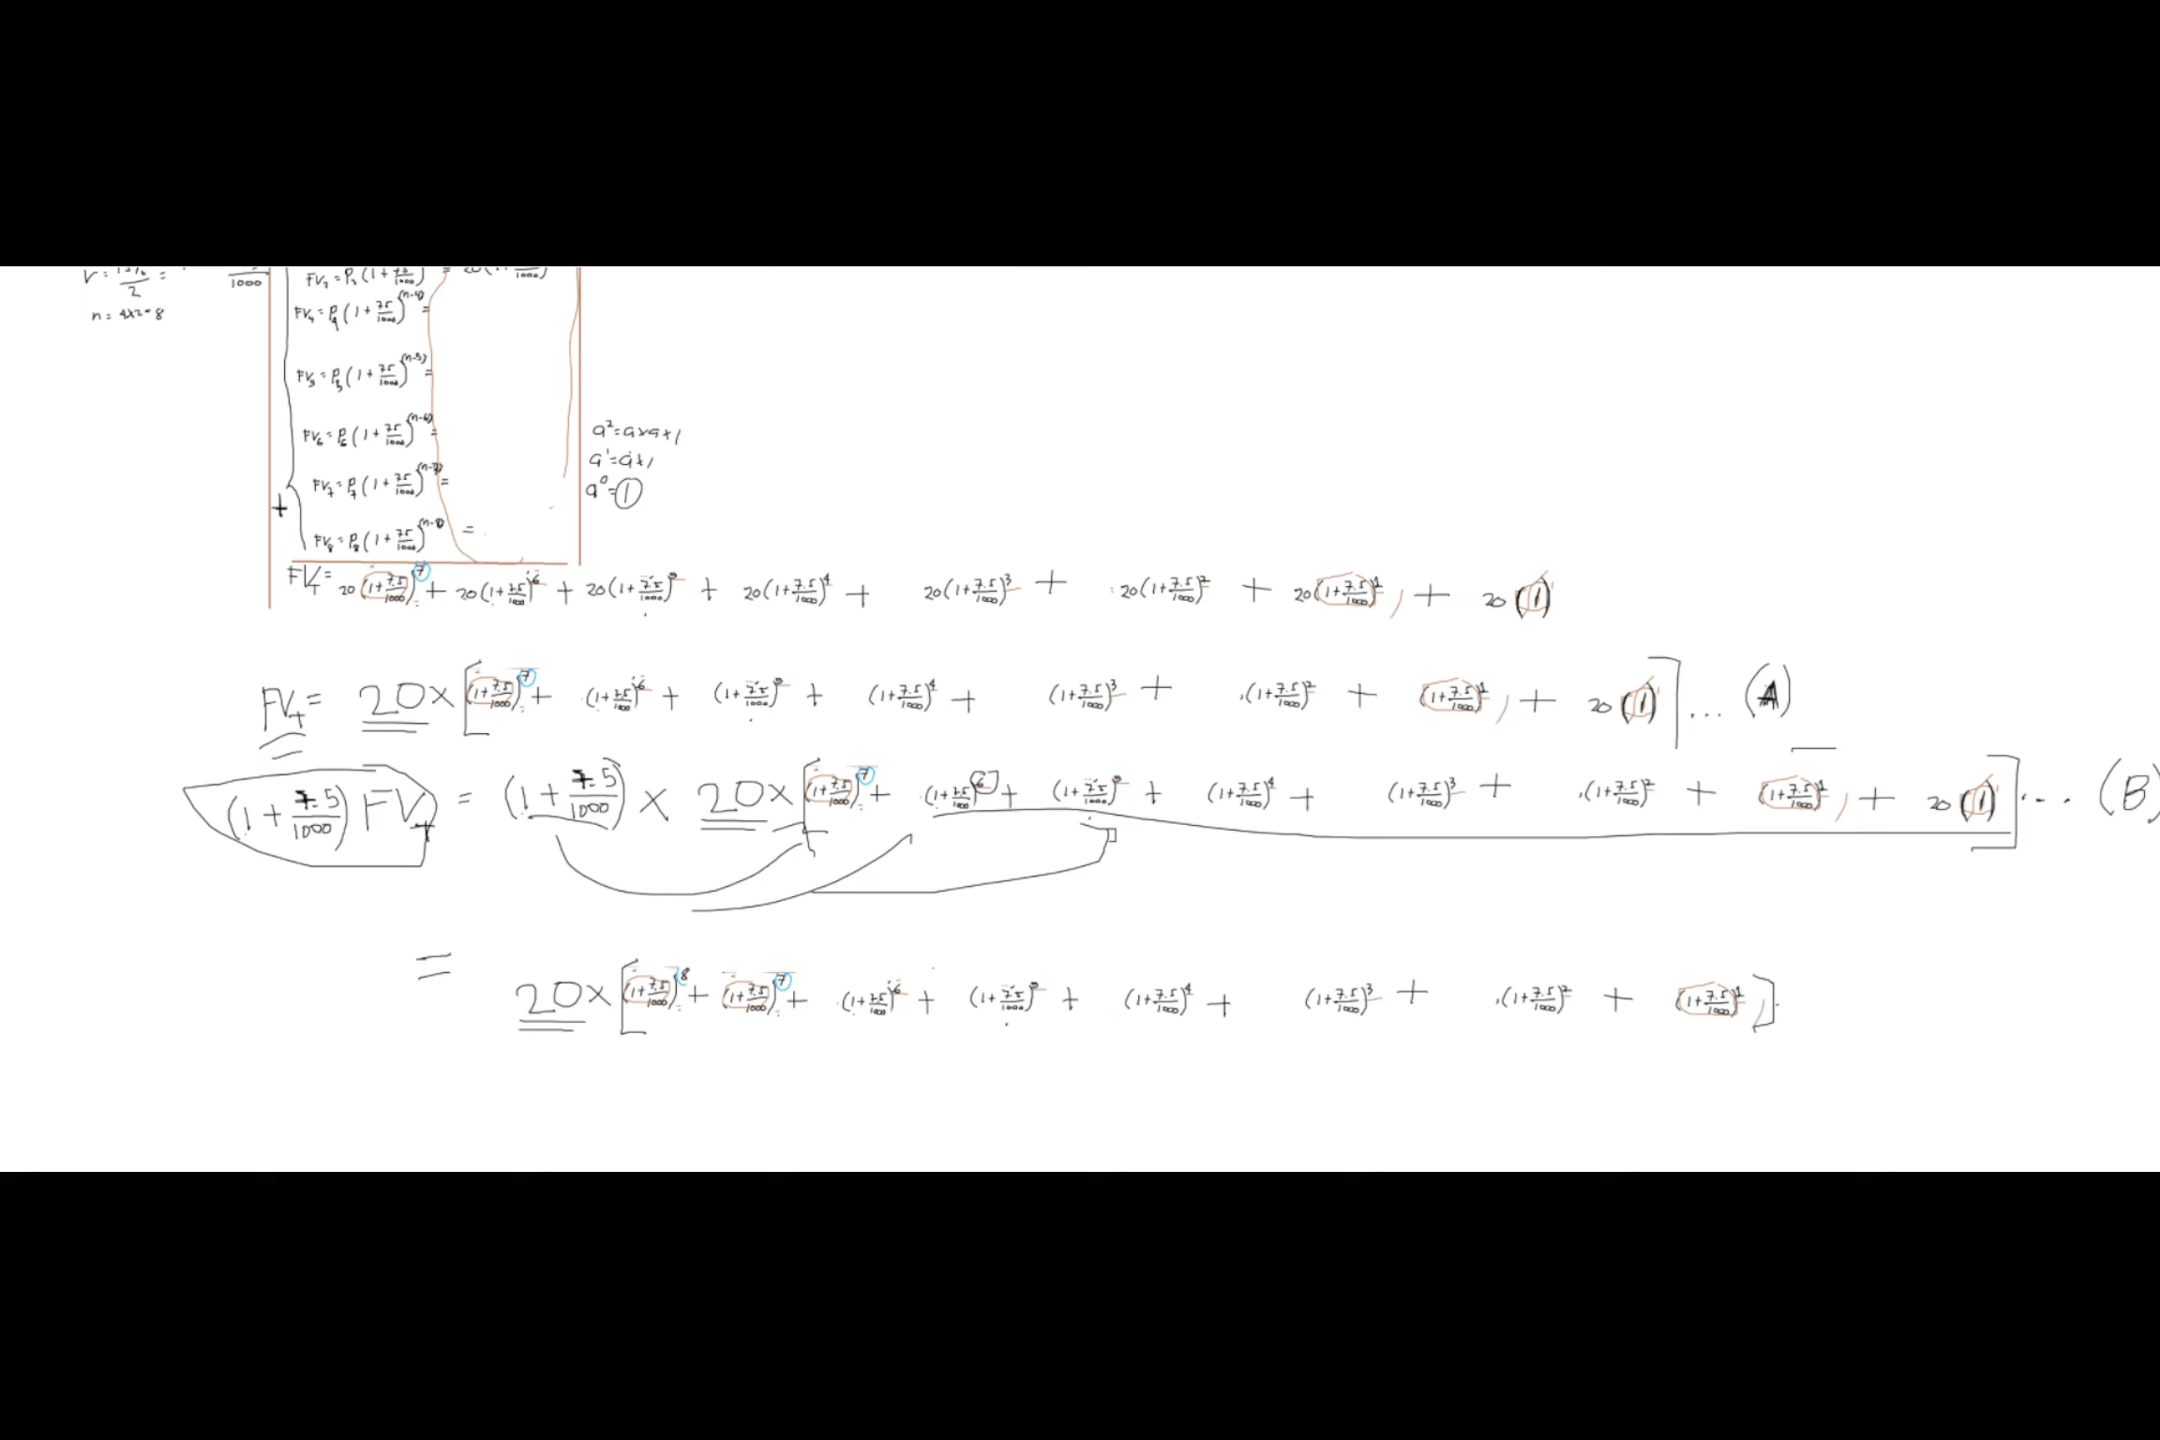 n = 4x2 = 8
1000
FV₄ = P₄(1+7.5/1000)^(n-4) =
FV₅ = P₅(1+7.5/1000)^(n-5) =
FV₆ = P₆(1+7.5/1000)^(n-6) =
a² = a x a x 1
a¹ = a x 1
FV₇ = P₇(1+7.5/1000)^(n-7) =
a⁰ = 1
+
FV₈ = P₈(1+7.5/1000)^(n-8) =
FV_T = 20(1+7.5/1000)⁷ + 20(1+7.5/1000)⁶ + 20(1+7.5/1000)⁵ + 20(1+7.5/1000)⁴ + 20(1+7.5/1000)³ + 20(1+7.5/1000)² + 20(1+7.5/1000)¹ + 20(1)
FV_T = 20 x [(1+7.5/1000)⁷ + (1+7.5/1000)⁶ + (1+7.5/1000)⁵ + (1+7.5/1000)⁴ + (1+7.5/1000)³ + (1+7.5/1000)² + (1+7.5/1000)¹ + 20(1)] ... (A)
(1+7.5/1000) FV_T = (1+7.5/1000) x 20 x [(1+7.5/1000)⁷ + (1+7.5/1000)⁶ + (1+7.5/1000)⁵ + (1+7.5/1000)⁴ + (1+7.5/1000)³ + (1+7.5/1000)² + (1+7.5/1000)¹ + 20(1)] ... (B)
= 20 x [(1+7.5/1000)⁸ + (1+7.5/1000)⁷ + (1+7.5/1000)⁶ + (1+7.5/1000)⁵ + (1+7.5/1000)⁴ + (1+7.5/1000)³ + (1+7.5/1000)² + (1+7.5/1000)¹]